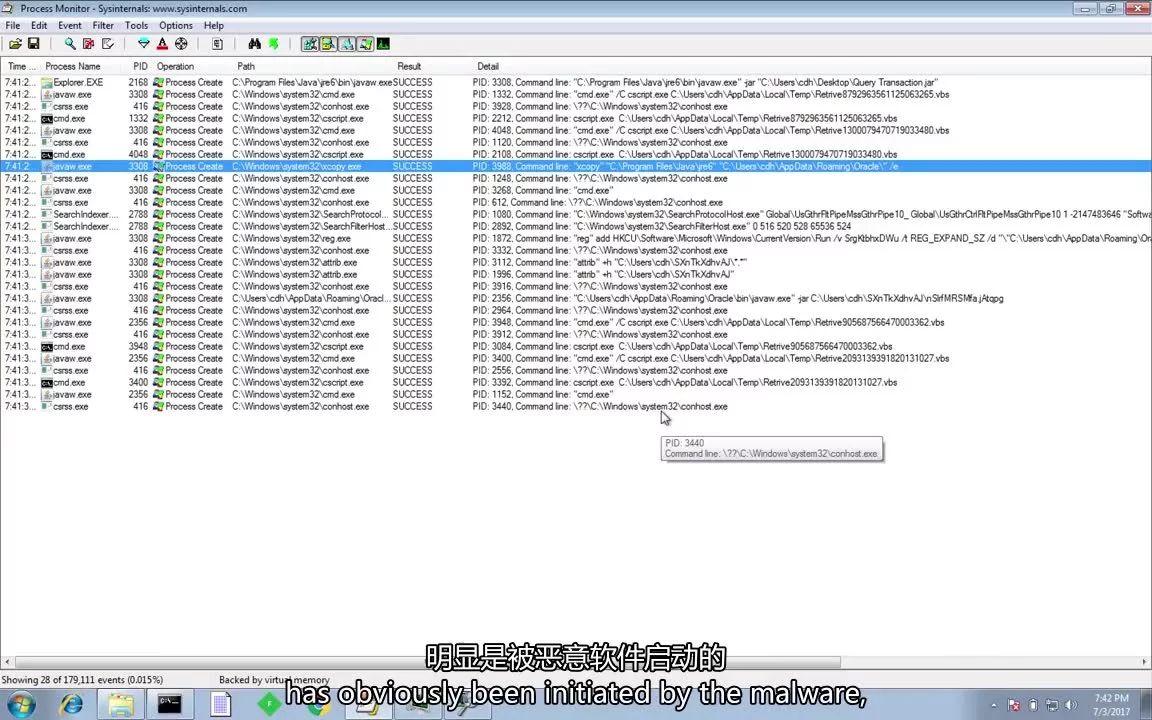 Process Monitor - Sysinternals: www.sysinternals.com
File Edit Event Filter Tools Options Help
Time ... Process Name PID Operation Path Result Detail
7:41:2... Explorer.EXE 2168 Process Create C:\Program Files\Java\jre6\bin\javaw.exe SUCCESS PID: 3308, Command line: "C:\Program Files\Java\jre6\bin\javaw.exe" -jar "C:\Users\cdh\Desktop\Query Transaction.jar"
7:41:2... javaw.exe 3308 Process Create C:\Windows\system32\cmd.exe SUCCESS PID: 1332, Command line: "cmd.exe" /C cscript.exe C:\Users\cdh\AppData\Local\Temp\Retrive8792963561125063265.vbs
7:41:2... csrss.exe 416 Process Create C:\Windows\system32\conhost.exe SUCCESS PID: 3928, Command line: \??\C:\Windows\system32\conhost.exe
7:41:2... cmd.exe 1332 Process Create C:\Windows\system32\cscript.exe SUCCESS PID: 2212, Command line: cscript.exe C:\Users\cdh\AppData\Local\Temp\Retrive8792963561125063265.vbs
7:41:2... javaw.exe 3308 Process Create C:\Windows\system32\cmd.exe SUCCESS PID: 4048, Command line: "cmd.exe" /C cscript.exe C:\Users\cdh\AppData\Local\Temp\Retrive1300079470719033480.vbs
7:41:2... csrss.exe 416 Process Create C:\Windows\system32\conhost.exe SUCCESS PID: 1120, Command line: \??\C:\Windows\system32\conhost.exe
7:41:2... cmd.exe 4048 Process Create C:\Windows\system32\cscript.exe SUCCESS PID: 2108, Command line: cscript.exe C:\Users\cdh\AppData\Local\Temp\Retrive1300079470719033480.vbs
7:41:2... javaw.exe 3308 Process Create C:\Windows\system32\xcopy.exe SUCCESS PID: 3988, Command line: "xcopy" "C:\Program Files\Java\jre6" "C:\Users\cdh\AppData\Roaming\Oracle\" /e
7:41:2... csrss.exe 416 Process Create C:\Windows\system32\conhost.exe SUCCESS PID: 1248, Command line: \??\C:\Windows\system32\conhost.exe
7:41:2... javaw.exe 3308 Process Create C:\Windows\system32\cmd.exe SUCCESS PID: 3268, Command line: "cmd.exe"
7:41:2... csrss.exe 416 Process Create C:\Windows\system32\conhost.exe SUCCESS PID: 612, Command line: \??\C:\Windows\system32\conhost.exe
7:41:2... SearchIndexer.... 2788 Process Create C:\Windows\system32\SearchProtocol... SUCCESS PID: 1080, Command line: "C:\Windows\system32\SearchProtocolHost.exe" Global\UsGthrFltPipeMssGthrPipe10_ Global\UsGthrCtrlFltPipeMssGthrPipe10 1 -2147483646 "Softwa
7:41:2... SearchIndexer.... 2788 Process Create C:\Windows\system32\SearchFilterHost... SUCCESS PID: 2892, Command line: "C:\Windows\system32\SearchFilterHost.exe" 0 516 520 528 65536 524
7:41:3... javaw.exe 3308 Process Create C:\Windows\system32\reg.exe SUCCESS PID: 1872, Command line: "reg" add HKCU\Software\Microsoft\Windows\CurrentVersion\Run /v SrgKtbhxDWu /t REG_EXPAND_SZ /d "\"C:\Users\cdh\AppData\Roaming\Ora
7:41:3... csrss.exe 416 Process Create C:\Windows\system32\conhost.exe SUCCESS PID: 3332, Command line: \??\C:\Windows\system32\conhost.exe
7:41:3... javaw.exe 3308 Process Create C:\Windows\system32\attrib.exe SUCCESS PID: 3112, Command line: "attrib" +h "C:\Users\cdh\SXnTkXdhvAJ\*.*"
7:41:3... javaw.exe 3308 Process Create C:\Windows\system32\attrib.exe SUCCESS PID: 1996, Command line: "attrib" +h "C:\Users\cdh\SXnTkXdhvAJ"
7:41:3... csrss.exe 416 Process Create C:\Windows\system32\conhost.exe SUCCESS PID: 3916, Command line: \??\C:\Windows\system32\conhost.exe
7:41:3... javaw.exe 3308 Process Create C:\Users\cdh\AppData\Roaming\Oracl... SUCCESS PID: 2356, Command line: "C:\Users\cdh\AppData\Roaming\Oracle\bin\javaw.exe" -jar C:\Users\cdh\SXnTkXdhvAJ\nSlrfMRSMfa.jAtqpg
7:41:3... csrss.exe 416 Process Create C:\Windows\system32\conhost.exe SUCCESS PID: 2964, Command line: \??\C:\Windows\system32\conhost.exe
7:41:3... javaw.exe 2356 Process Create C:\Windows\system32\cmd.exe SUCCESS PID: 3948, Command line: "cmd.exe" /C cscript.exe C:\Users\cdh\AppData\Local\Temp\Retrive905687566470003362.vbs
7:41:3... csrss.exe 416 Process Create C:\Windows\system32\conhost.exe SUCCESS PID: 3912, Command line: \??\C:\Windows\system32\conhost.exe
7:41:3... cmd.exe 3948 Process Create C:\Windows\system32\cscript.exe SUCCESS PID: 3084, Command line: cscript.exe C:\Users\cdh\AppData\Local\Temp\Retrive905687566470003362.vbs
7:41:3... javaw.exe 2356 Process Create C:\Windows\system32\cmd.exe SUCCESS PID: 3400, Command line: "cmd.exe" /C cscript.exe C:\Users\cdh\AppData\Local\Temp\Retrive2093139391820131027.vbs
7:41:3... csrss.exe 416 Process Create C:\Windows\system32\conhost.exe SUCCESS PID: 2556, Command line: \??\C:\Windows\system32\conhost.exe
7:41:3... cmd.exe 3400 Process Create C:\Windows\system32\cscript.exe SUCCESS PID: 3392, Command line: cscript.exe C:\Users\cdh\AppData\Local\Temp\Retrive2093139391820131027.vbs
7:41:3... javaw.exe 2356 Process Create C:\Windows\system32\cmd.exe SUCCESS PID: 1152, Command line: "cmd.exe"
7:41:3... csrss.exe 416 Process Create C:\Windows\system32\conhost.exe SUCCESS PID: 3440, Command line: \??\C:\Windows\system32\conhost.exe
PID: 3440
Command line: \??\C:\Windows\system32\conhost.exe
明显是被恶意软件启动的
Showing 28 of 179,111 events (0.015%) Backed by virtual memory
has obviously been initiated by the malware,
7:42 PM
7/3/2017